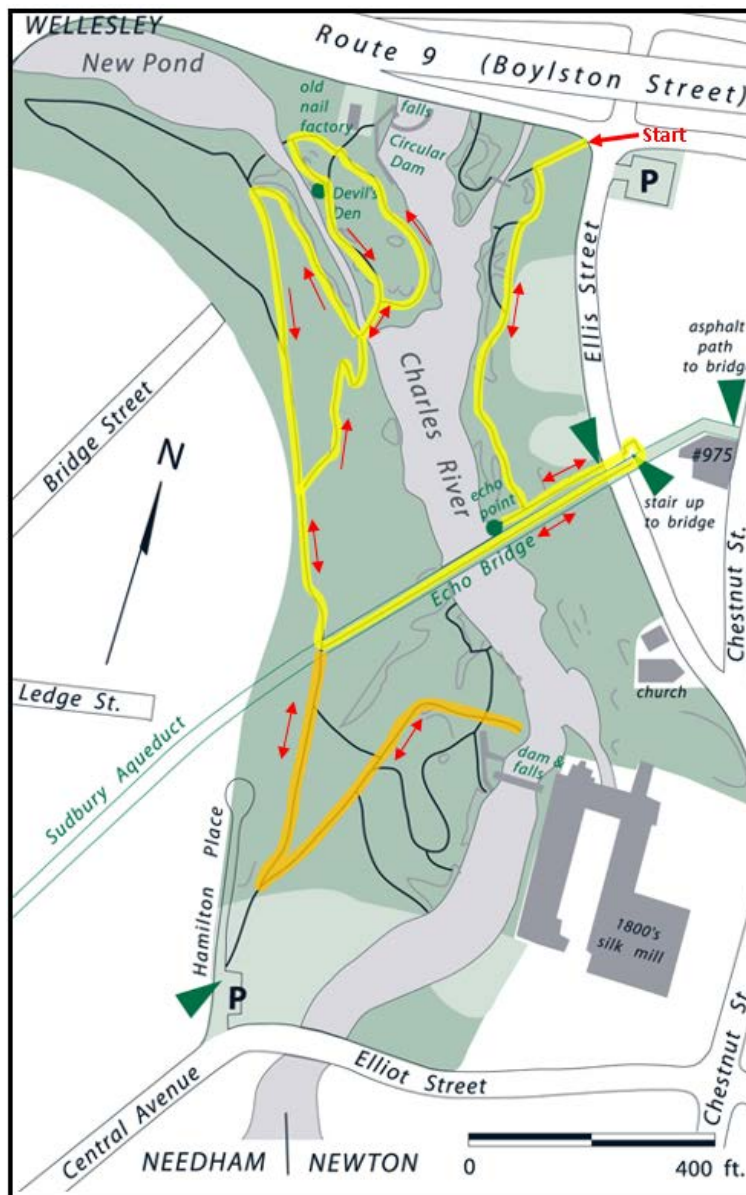 WELLESLEY
New Pond
Route 9 (Boylston Street)
old
nail
factory
falls
Circular
Dam
Start
P
Devil's
Den
Ellis Street
asphalt
path
to bridge
Bridge Street
N
Charles River
#975
echo
point
stair up
to bridge
Echo Bridge
Chestnut St.
Ledge St.
church
Sudbury Aqueduct
dam &
falls
Hamilton Place
1800's
silk mill
P
Elliot Street
Central Avenue
Chestnut St
NEEDHAM
NEWTON
0
400 ft.